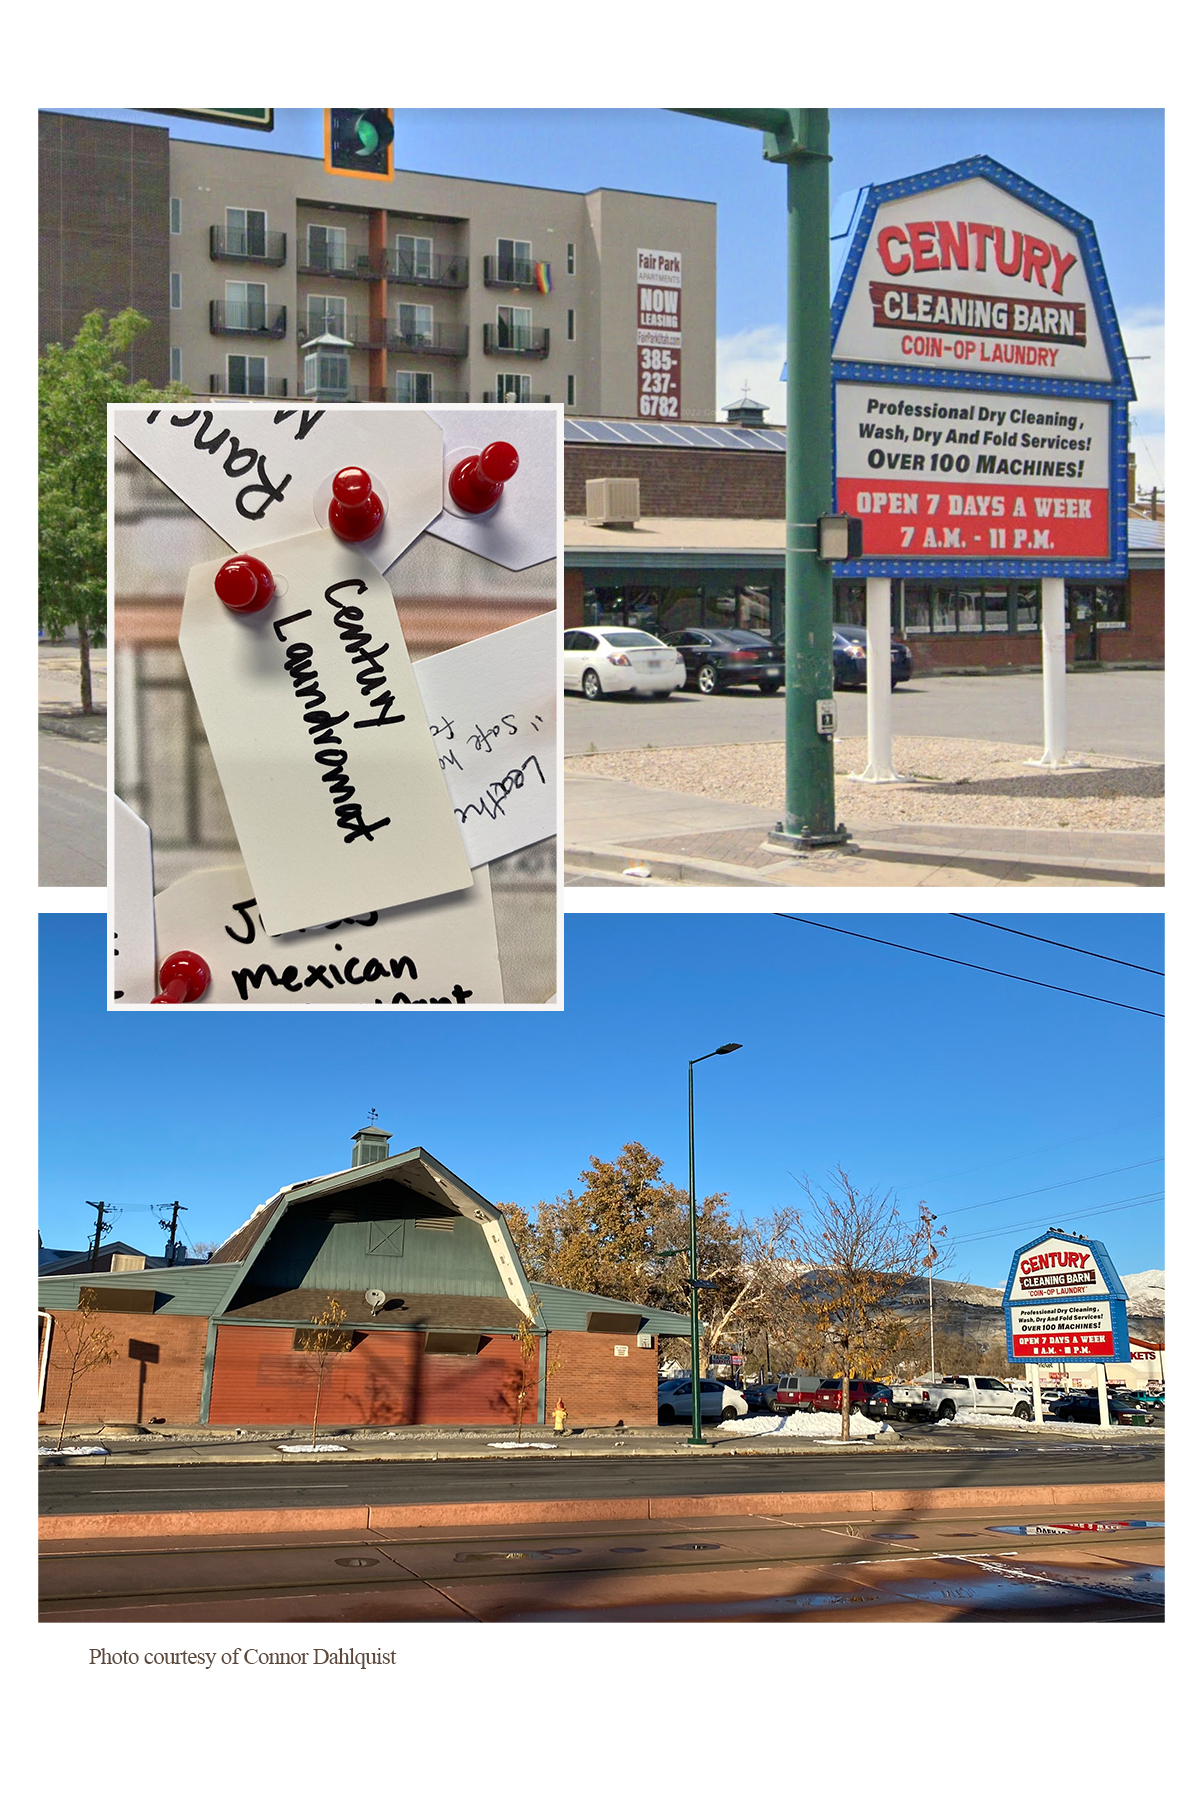 Fair Park
APARTMENTS
NOW
LEASING
FairParkUtah.com
385-
237-
6782
CENTURY
CLEANING BARN
COIN-OP LAUNDRY
Professional Dry Cleaning,
Wash, Dry And Fold Services!
OVER 100 MACHINES!
OPEN 7 DAYS A WEEK
7 A.M. - 11 P.M.
Century
Laundromat
"Safe
mexican
CENTURY
CLEANING BARN
COIN-OP LAUNDRY
Professional Dry Cleaning,
Wash, Dry And Fold Services!
OVER 100 MACHINES!
OPEN 7 DAYS A WEEK
KETS
Photo courtesy of Connor Dahlquist